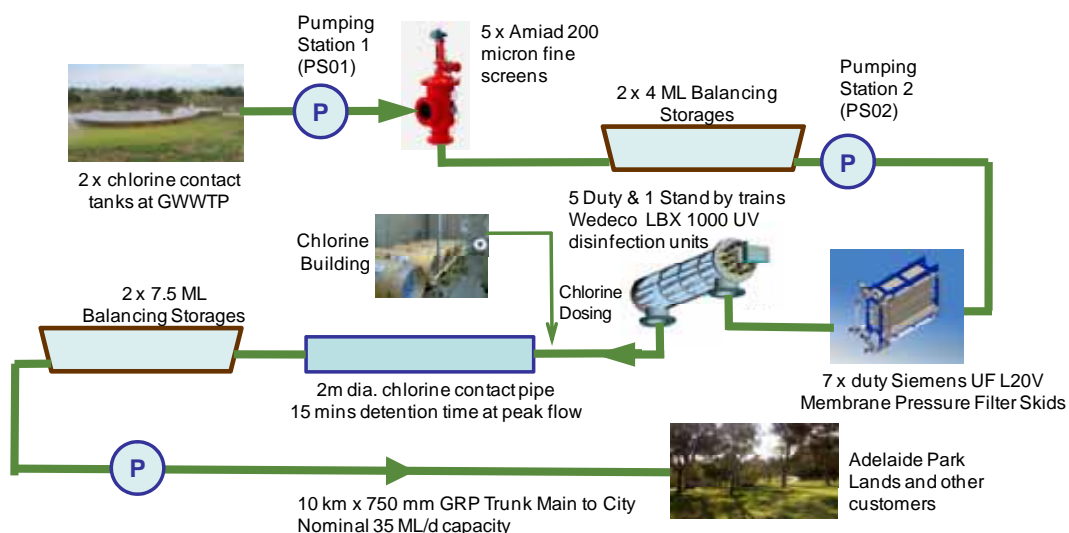 Pumping
Station 1
(PS01)
P
5 x Amiad 200
micron fine
screens
2 x 4 ML Balancing
Storages
Pumping
Station 2
(PS02)
P
2 x chlorine contact
tanks at GWWTP
5 Duty & 1 Stand by trains
Wedeco LBX 1000 UV
disinfection units
Chlorine
Building
Chlorine
Dosing
2 x 7.5 ML
Balancing Storages
2m dia. chlorine contact pipe
15 mins detention time at peak flow
7 x duty Siemens UF L20V
Membrane Pressure Filter Skids
P
10 km x 750 mm GRP Trunk Main to City
Nominal 35 ML/d capacity
Adelaide Park
Lands and other
customers